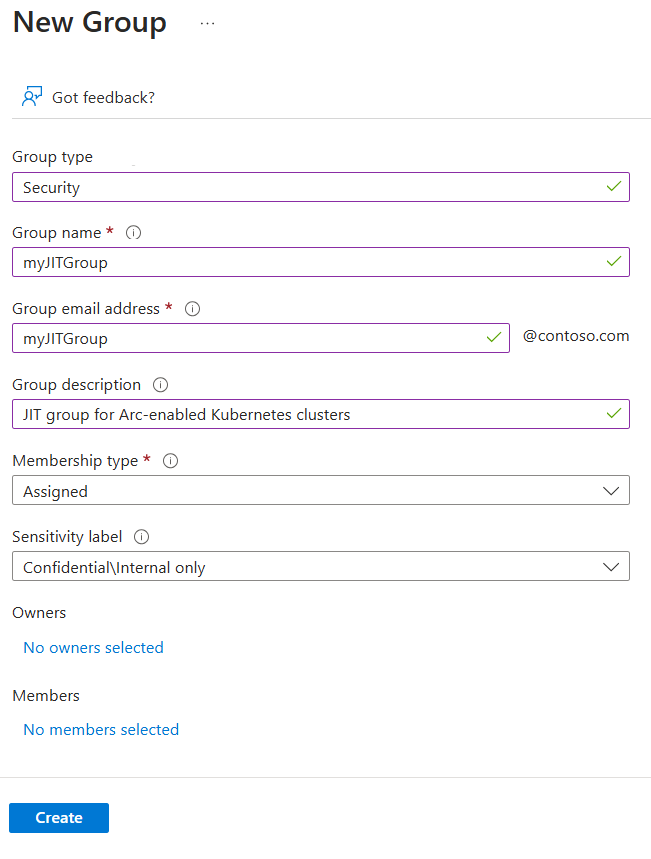 New Group ...
Got feedback?
Group type
Security
Group name *
myJITGroup
Group email address *
myJITGroup @contoso.com
Group description
JIT group for Arc-enabled Kubernetes clusters
Membership type *
Assigned
Sensitivity label
Confidential\Internal only
Owners
No owners selected
Members
No members selected
Create